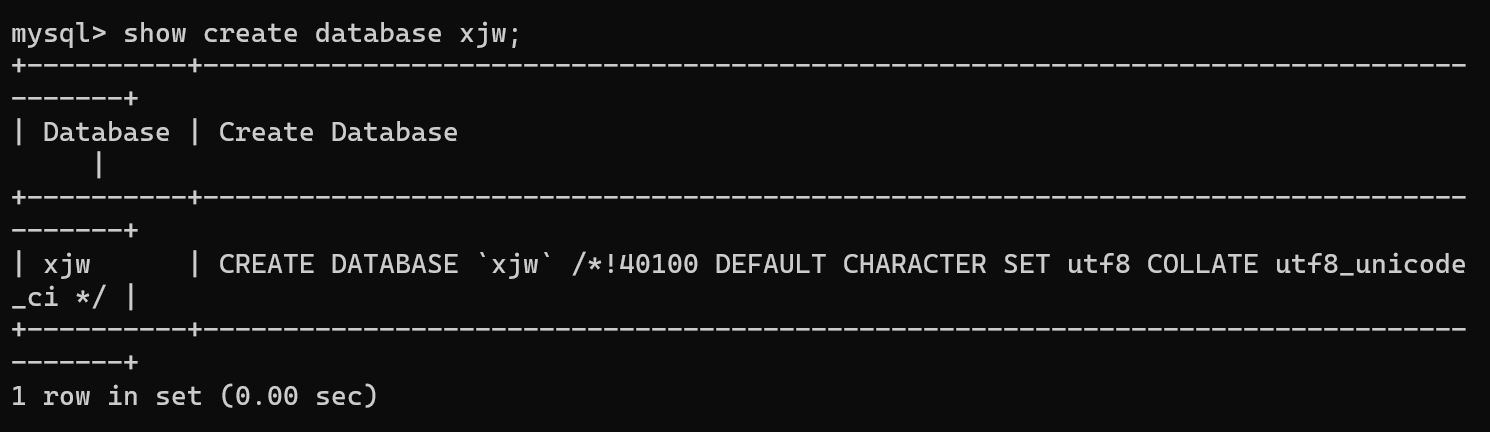 mysql> show create database xjw;
+----------+-------------------------------------------------------------------------------
-------+
| Database | Create Database
     |
+----------+-------------------------------------------------------------------------------
-------+
| xjw      | CREATE DATABASE `xjw` /*!40100 DEFAULT CHARACTER SET utf8 COLLATE utf8_unicode
_ci */ |
+----------+-------------------------------------------------------------------------------
-------+
1 row in set (0.00 sec)